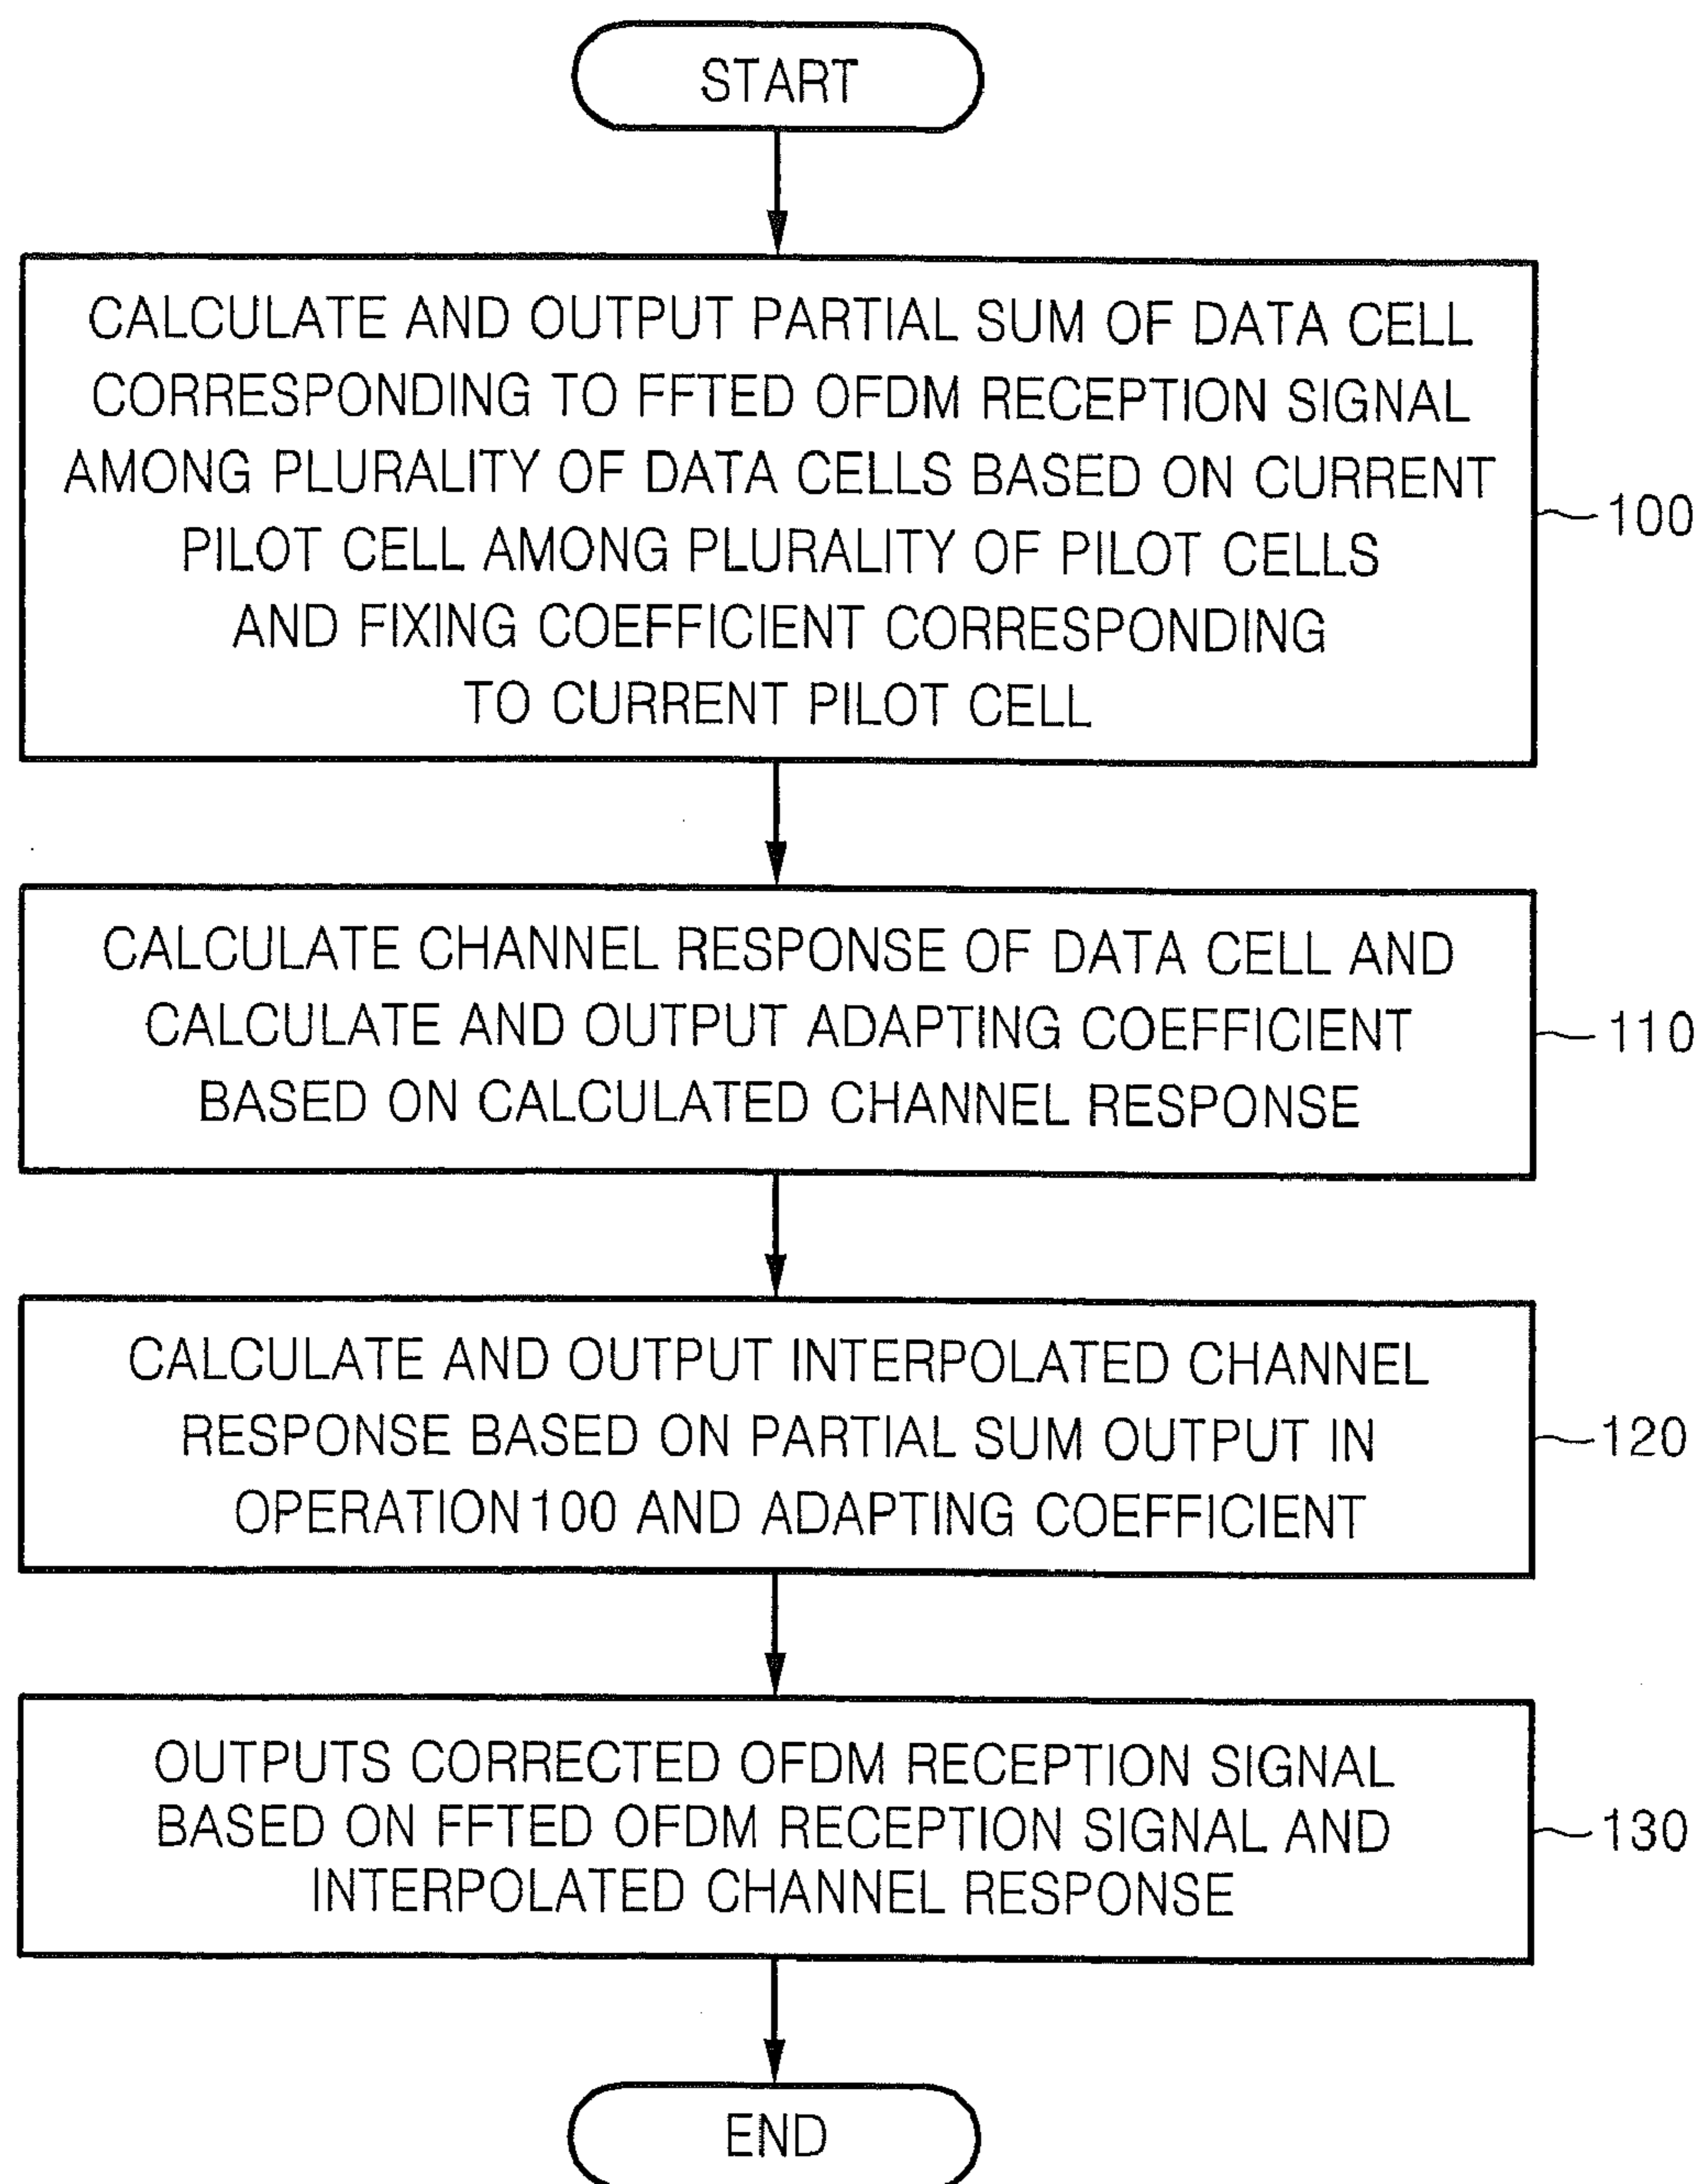 START
CALCULATE AND OUTPUT PARTIAL SUM OF DATA CELL
CORRESPONDING TO FFTED OFDM RECEPTION SIGNAL
AMONG PLURALITY OF DATA CELLS BASED ON CURRENT
PILOT CELL AMONG PLURALITY OF PILOT CELLS
AND FIXING COEFFICIENT CORRESPONDING
TO CURRENT PILOT CELL
100
CALCULATE CHANNEL RESPONSE OF DATA CELL AND
CALCULATE AND OUTPUT ADAPTING COEFFICIENT
BASED ON CALCULATED CHANNEL RESPONSE
110
CALCULATE AND OUTPUT INTERPOLATED CHANNEL
RESPONSE BASED ON PARTIAL SUM OUTPUT IN
OPERATION 100 AND ADAPTING COEFFICIENT
120
OUTPUTS CORRECTED OFDM RECEPTION SIGNAL
BASED ON FFTED OFDM RECEPTION SIGNAL AND
INTERPOLATED CHANNEL RESPONSE
130
END